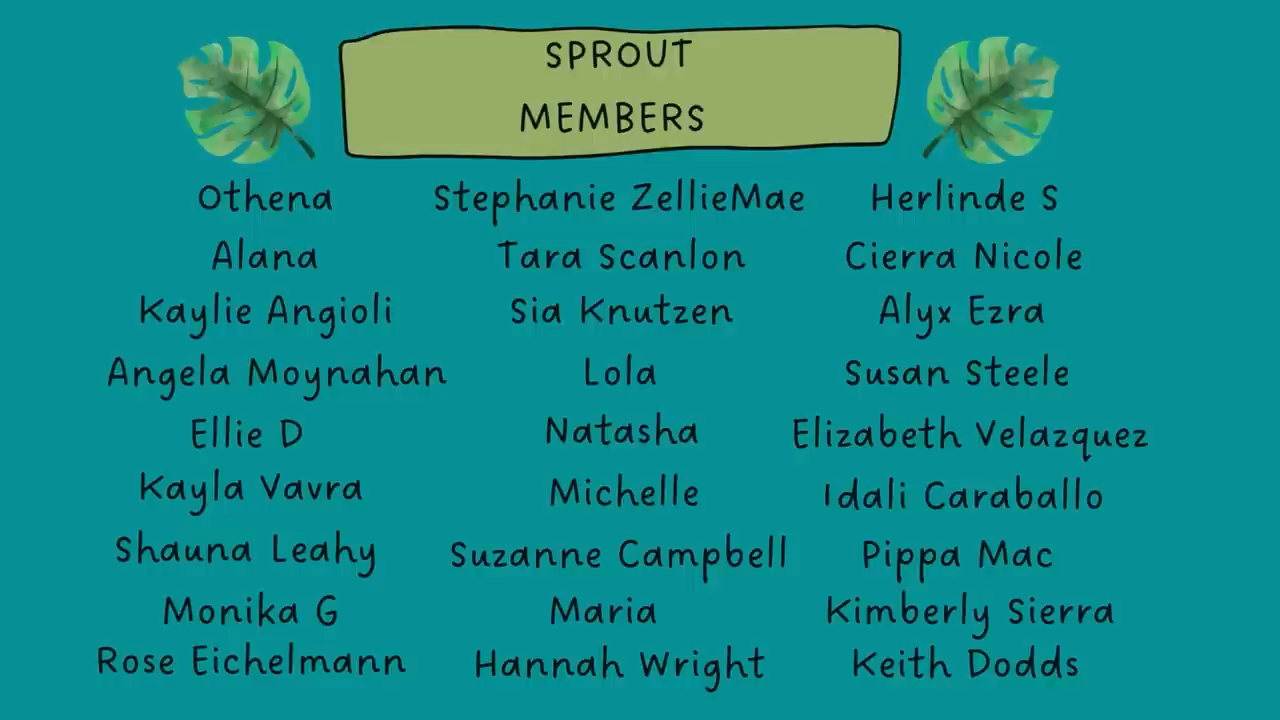 SPROUT
MEMBERS
Othena
Stephanie ZellieMae
Herlinde S
Alana
Tara Scanlon
Cierra Nicole
Kaylie Angioli
Sia Knutzen
Alyx Ezra
Angela Moynahan
Lola
Susan Steele
Ellie D
Natasha
Elizabeth Velazquez
Kayla Vavra
Michelle
Idali Caraballo
Shauna Leahy
Suzanne Campbell
Pippa Mac
Monika G
Maria
Kimberly Sierra
Rose Eichelmann
Hannah Wright
Keith Dodds